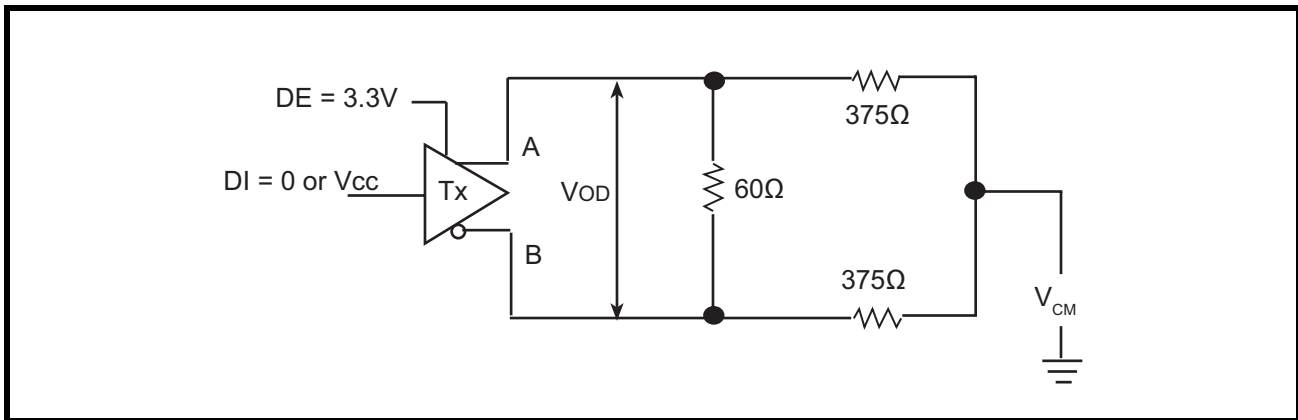 DE = 3.3V
375Ω
A
DI = 0 or Vcc
Tx
VOD
60Ω
B
375Ω
VCM